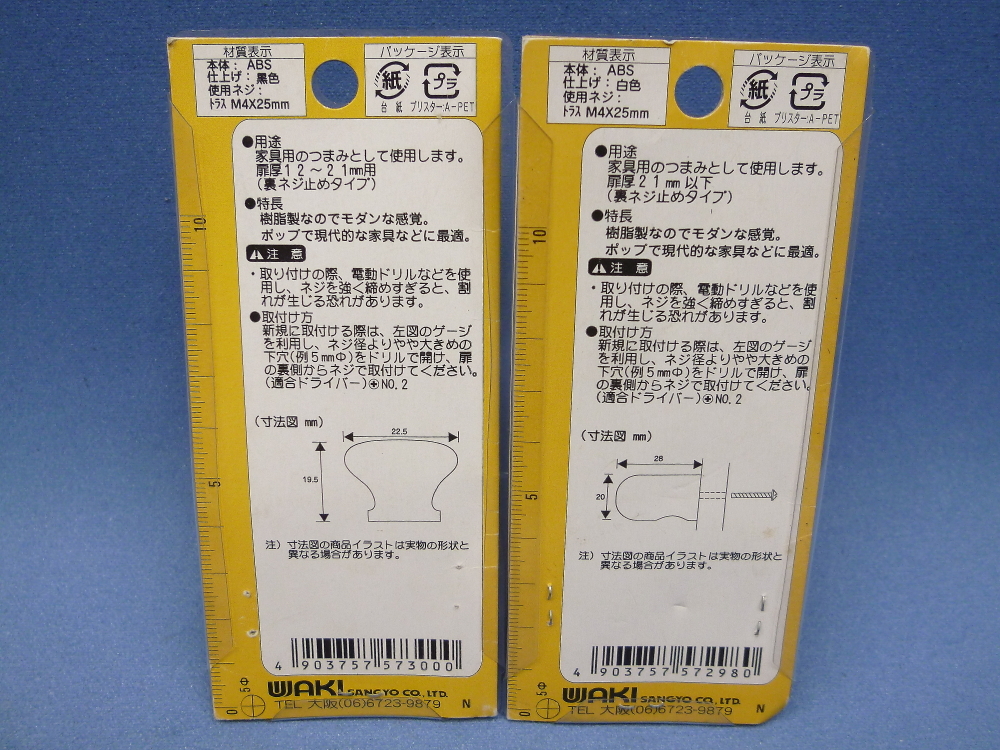 材質表示
本体: ABS
仕上げ: 黒色
使用ネジ:
トラス M4X25mm
パッケージ表示
紙
プラ
台 紙 ブリスター:A-PET
●用途
家具用のつまみとして使用します。
扉厚12～21mm用
(裏ネジ止めタイプ)
●特長
樹脂製なのでモダンな感覚。
ポップで現代的な家具などに最適。
注 意
・取り付けの際、電動ドリルなどを使
用し、ネジを強く締めすぎると、割
れが生じる恐れがあります。
●取付け方
新規に取付ける際は、左図のゲージ
を利用し、ネジ径よりやや大きめの
下穴(例5mmΦ)をドリルで開け、扉
の裏側からネジで取付けてください。
(適合ドライバー)⊕NO.2
(寸法図 mm)
22.5
19.5
注) 寸法図の商品イラストは実物の形状と
異なる場合があります。
4 903757 573000
WAKI SANGYO CO., LTD.
TEL 大阪(06)6723-9879 N
10
5
0
5Φ
材質表示
本体: ABS
仕上げ: 白色
使用ネジ:
トラス M4X25mm
パッケージ表示
紙
プラ
台 紙 ブリスター:A-PET
●用途
家具用のつまみとして使用します。
扉厚21mm以下
(裏ネジ止めタイプ)
●特長
樹脂製なのでモダンな感覚。
ポップで現代的な家具などに最適。
注 意
・取り付けの際、電動ドリルなどを使
用し、ネジを強く締めすぎると、割
れが生じる恐れがあります。
●取付け方
新規に取付ける際は、左図のゲージ
を利用し、ネジ径よりやや大きめの
下穴(例5mmΦ)をドリルで開け、扉
の裏側からネジで取付けてください。
(適合ドライバー)⊕NO.2
(寸法図 mm)
28
20
注) 寸法図の商品イラストは実物の形状と
異なる場合があります。
4 903757 572980
WAKI SANGYO CO., LTD.
TEL 大阪(06)6723-9879 N
10
5
0
5Φ